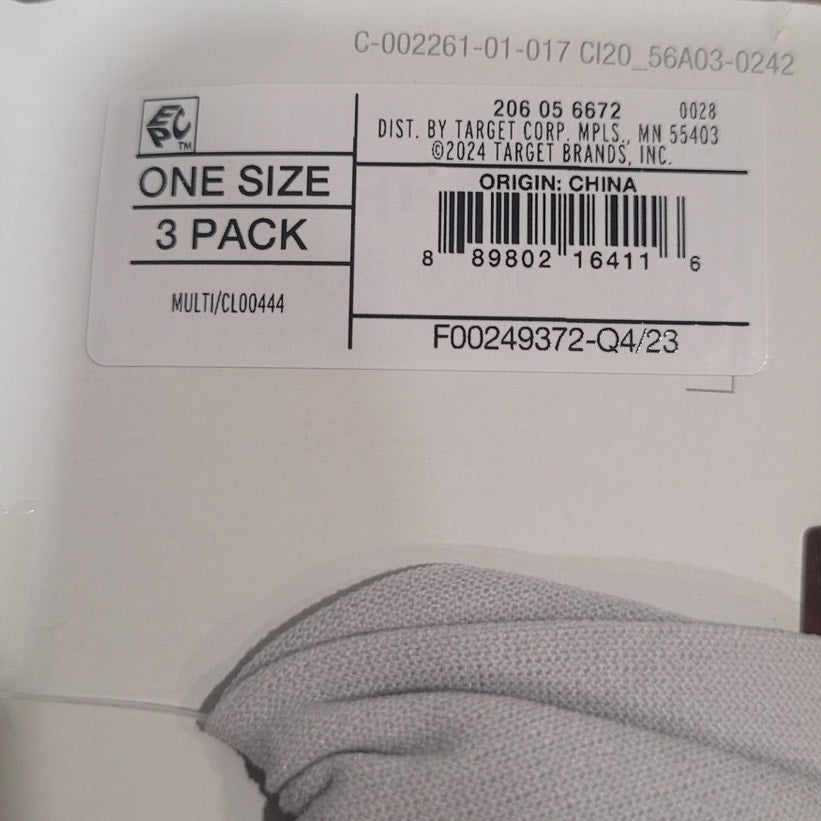 C-002261-01-017 CI20_56A03-0242
EPC
TM
ONE SIZE
3 PACK
MULTI/CL00444
206 05 6672 0028
DIST. BY TARGET CORP. MPLS., MN 55403
©2024 TARGET BRANDS, INC.
ORIGIN: CHINA
8 89802 16411 6
F00249372-Q4/23